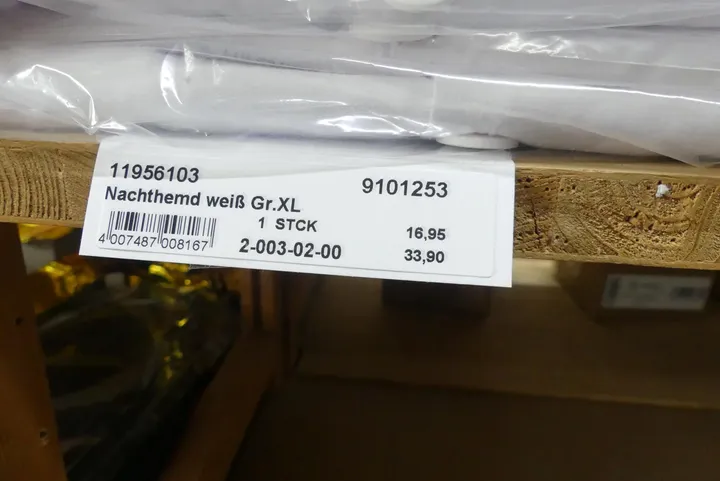 11956103 9101253
Nachthemd weiß Gr.XL
1 STCK 16,95
4 007487 008167 2-003-02-00 33,90